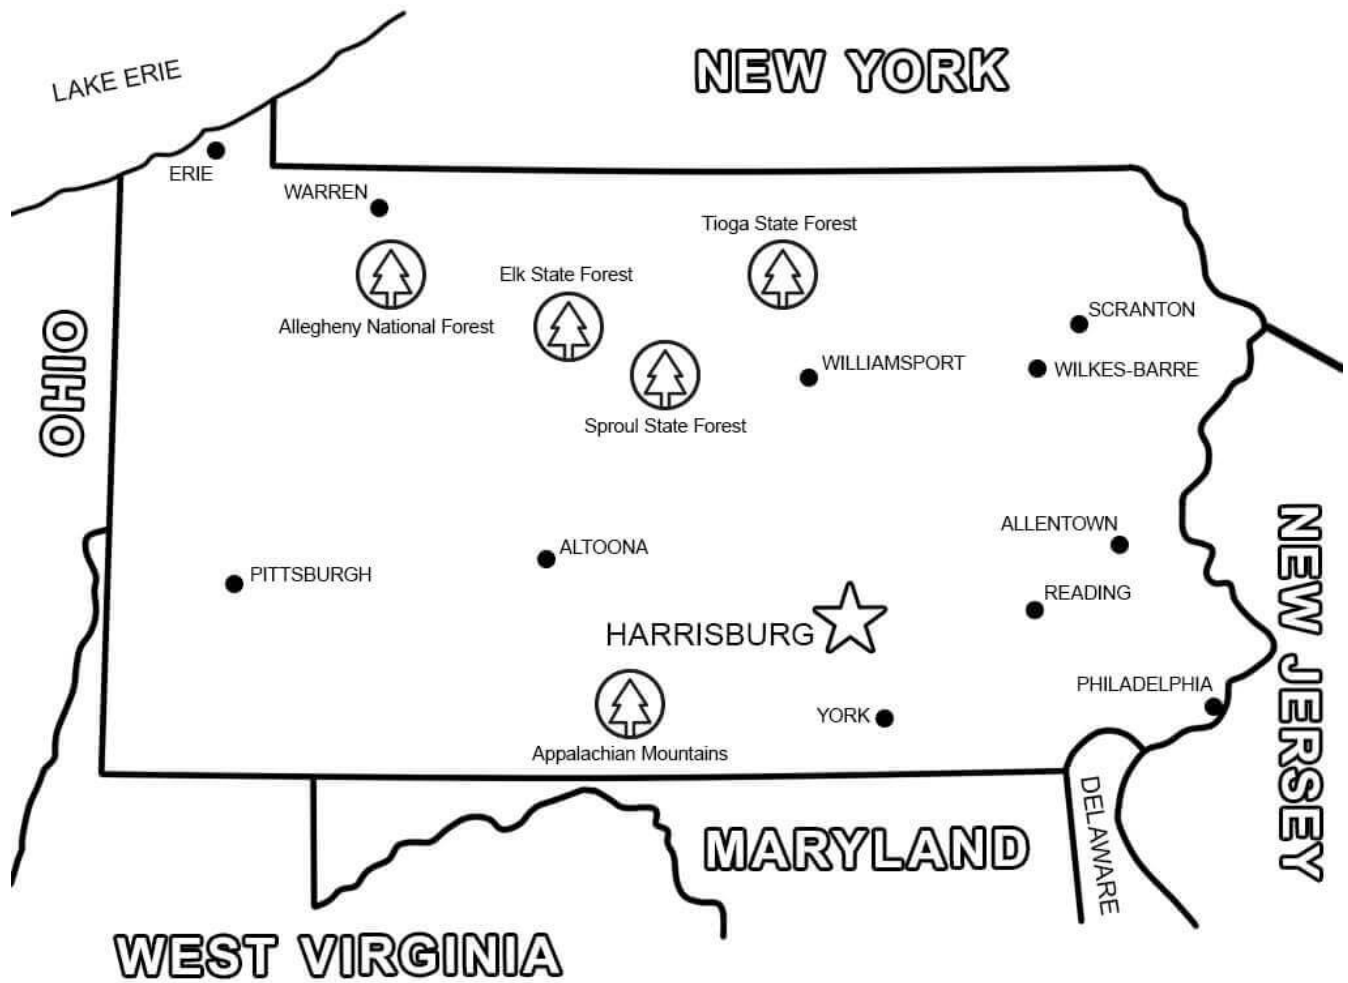 NEW YORK
LAKE ERIE
ERIE
WARREN
Tioga State Forest
Elk State Forest
Allegheny National Forest
SCRANTON
WILLIAMSPORT
WILKES-BARRE
OHIO
Sproul State Forest
ALLENTOWN
ALTOONA
PITTSBURGH
READING
HARRISBURG
NEW JERSEY
PHILADELPHIA
YORK
Appalachian Mountains
DELAWARE
MARYLAND
WEST VIRGINIA